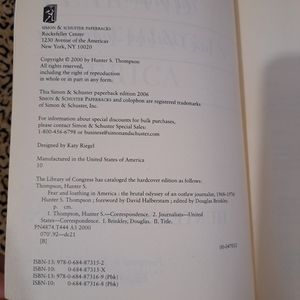 SIMON & SCHUSTER PAPERBACKS
Rockefeller Center
1230 Avenue of the Americas
New York, NY 10020
Copyright © 2000 by Hunter S. Thompson
All rights reserved,
including the right of reproduction
in whole or in part in any form.
This Simon & Schuster paperback edition 2006
SIMON & SCHUSTER PAPERBACKS and colophon are registered trademarks
of Simon & Schuster, Inc.
For information about special discounts for bulk purchases,
please contact Simon & Schuster Special Sales:
1-800-456-6798 or business@simonandschuster.com
Designed by Katy Riegel
Manufactured in the United States of America
10
The Library of Congress has cataloged the hardcover edition as follows:
Thompson, Hunter S.
Fear and loathing in America : the brutal odyssey of an outlaw journalist, 1968-1976
Hunter S. Thompson ; foreword by David Halberstam ; edited by Douglas Brinkley.
p. cm.
1. Thompson, Hunter S.—Correspondence. 2. Journalists—United
States—Correspondence. I. Brinkley, Douglas. II. Title.
PN4874.T444 A3 2000
070'.92—dc21
[B]
ISBN-13: 978-0-684-87315-2
ISBN-10: 0-684-87315-X
ISBN-13: 978-0-684-87316-9 (Pbk)
ISBN-10: 0-684-87316-8 (Pbk)